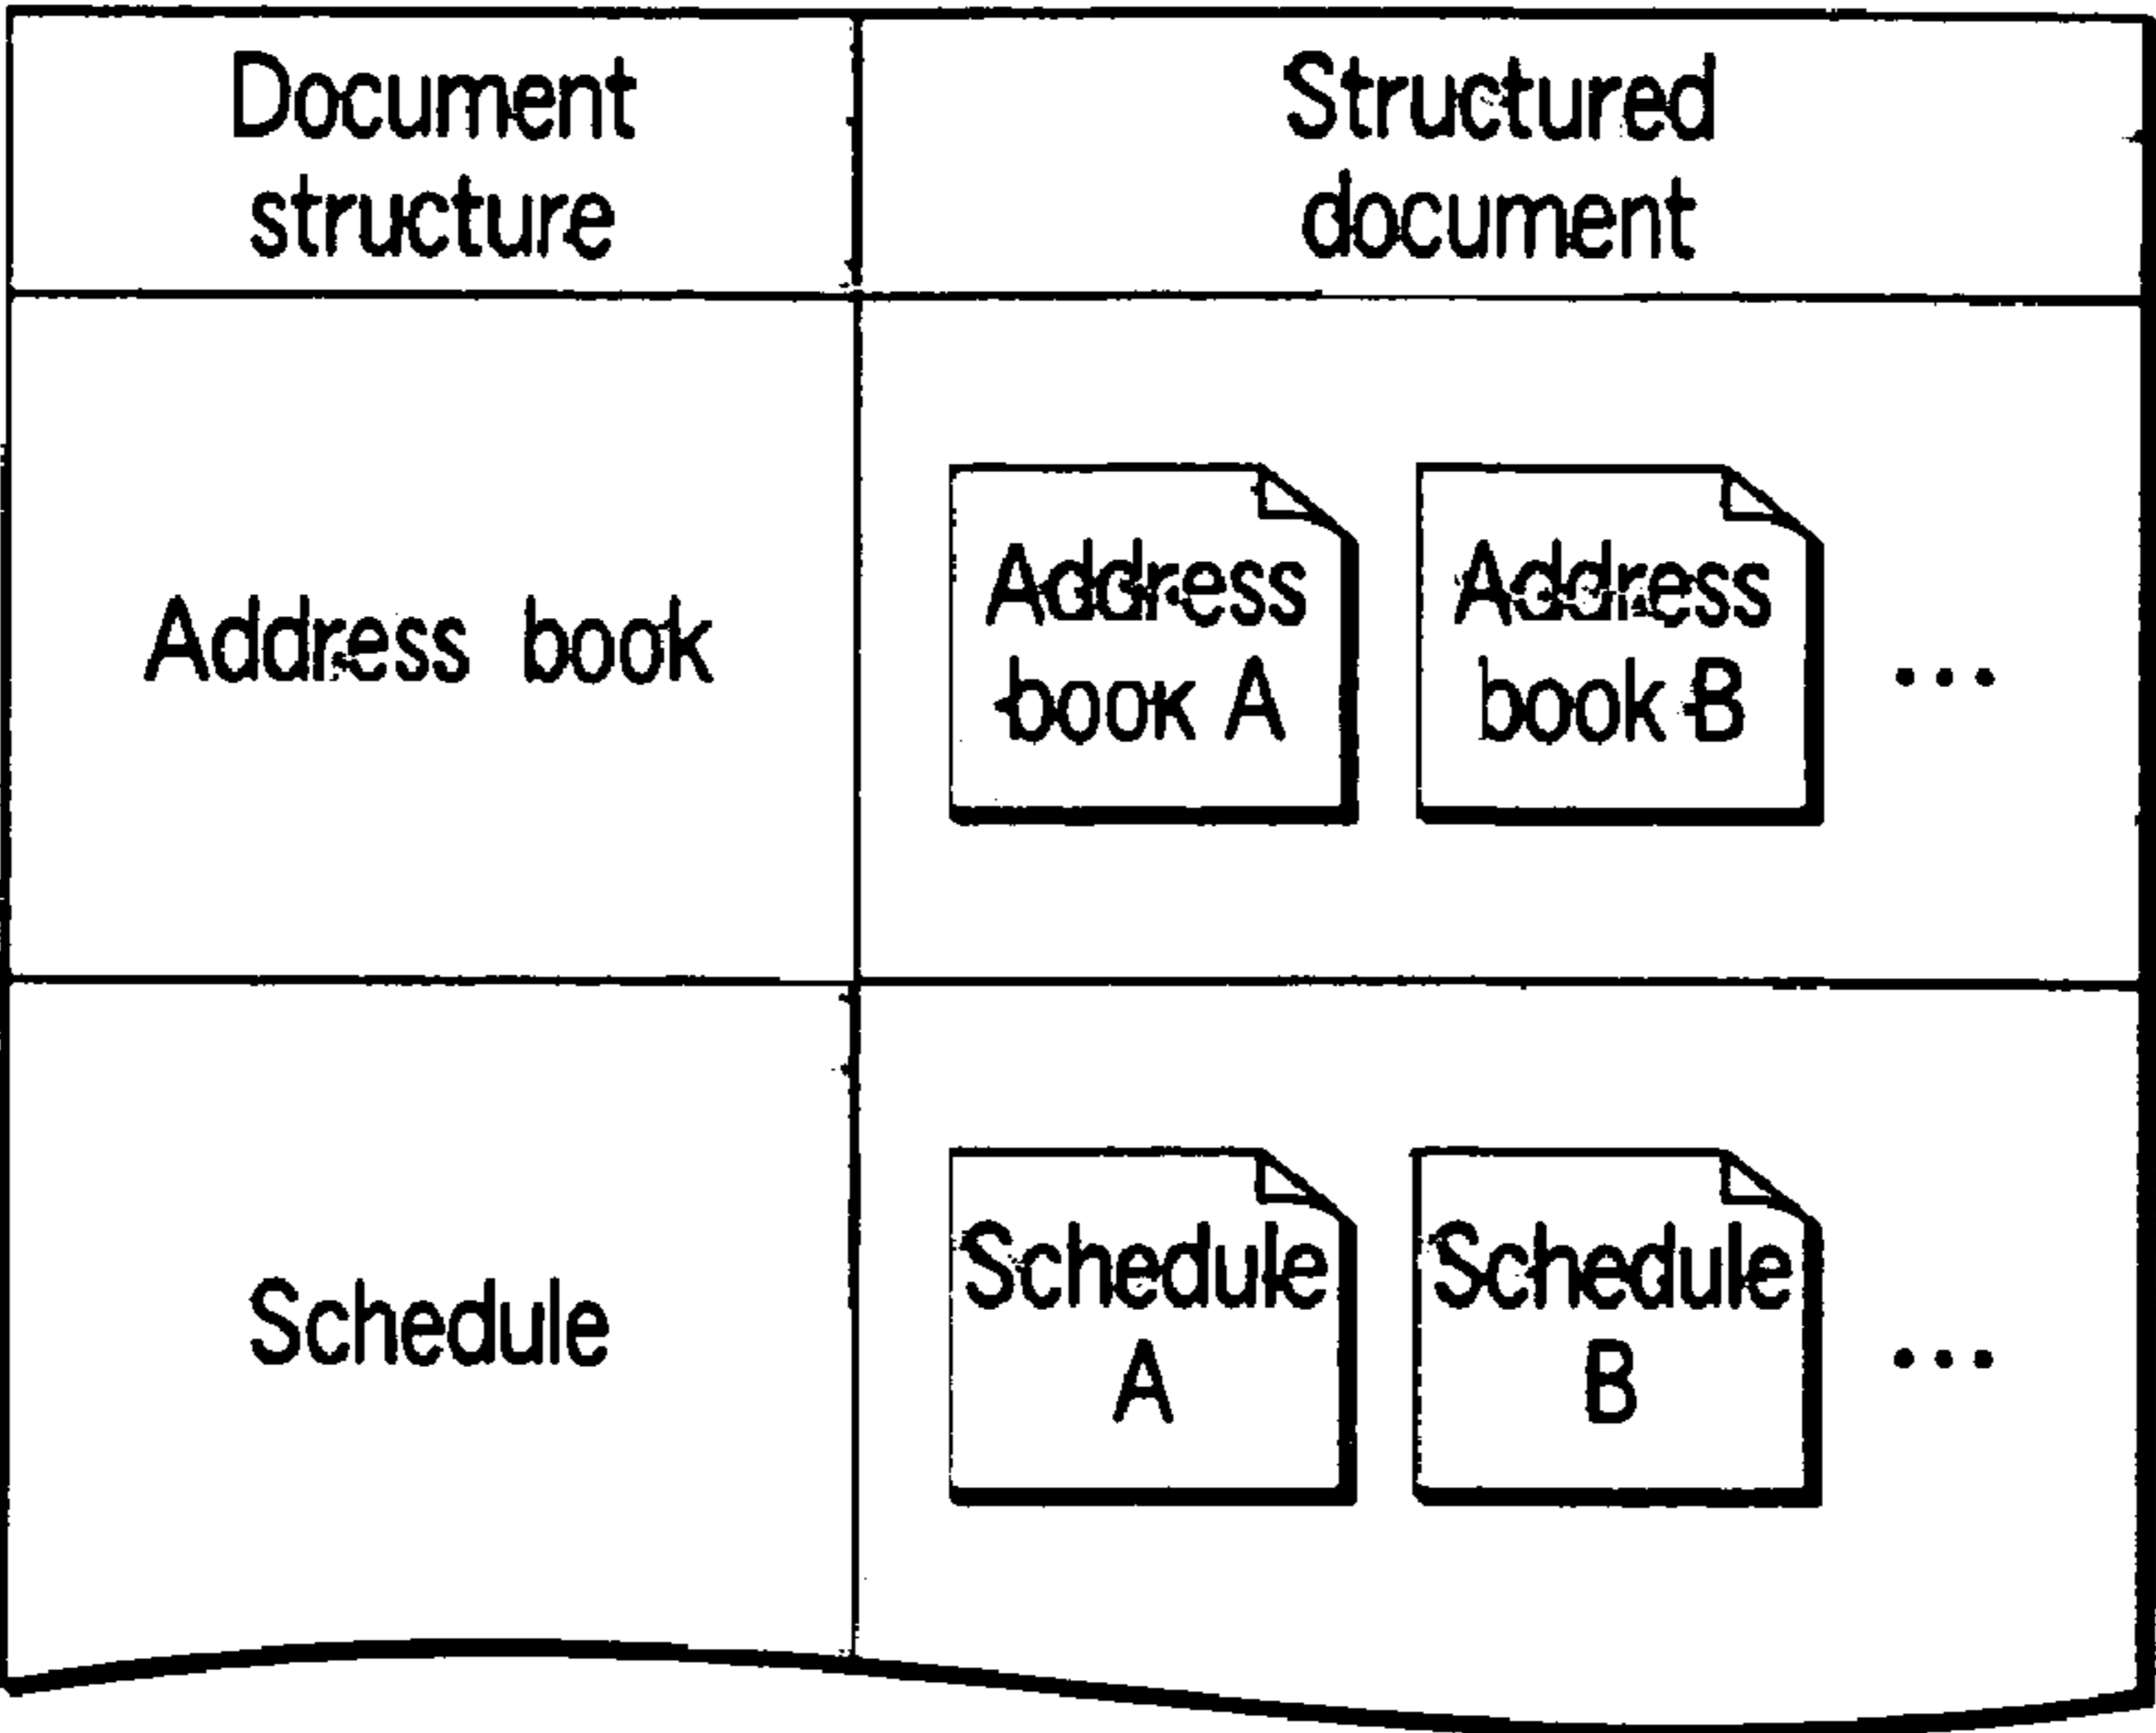 Document
structure
Structured
document
Address book
Address
book A
Address
book B
...
Schedule
Schedule
A
Schedule
B
...